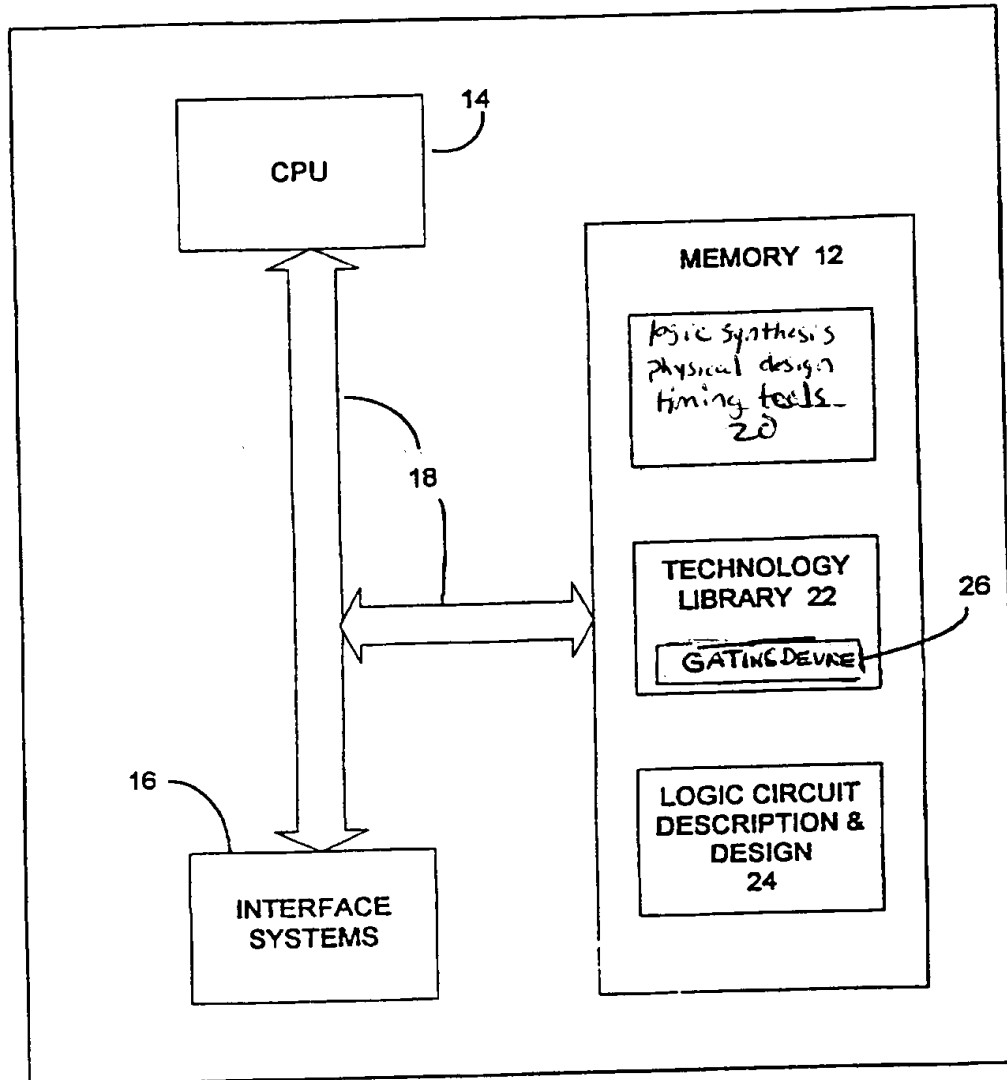 14
CPU
MEMORY 12
logic synthesis
physical design
timing tools
20
18
TECHNOLOGY
LIBRARY 22
26
GATING DEVICE
16
LOGIC CIRCUIT
DESCRIPTION &
DESIGN
24
INTERFACE
SYSTEMS